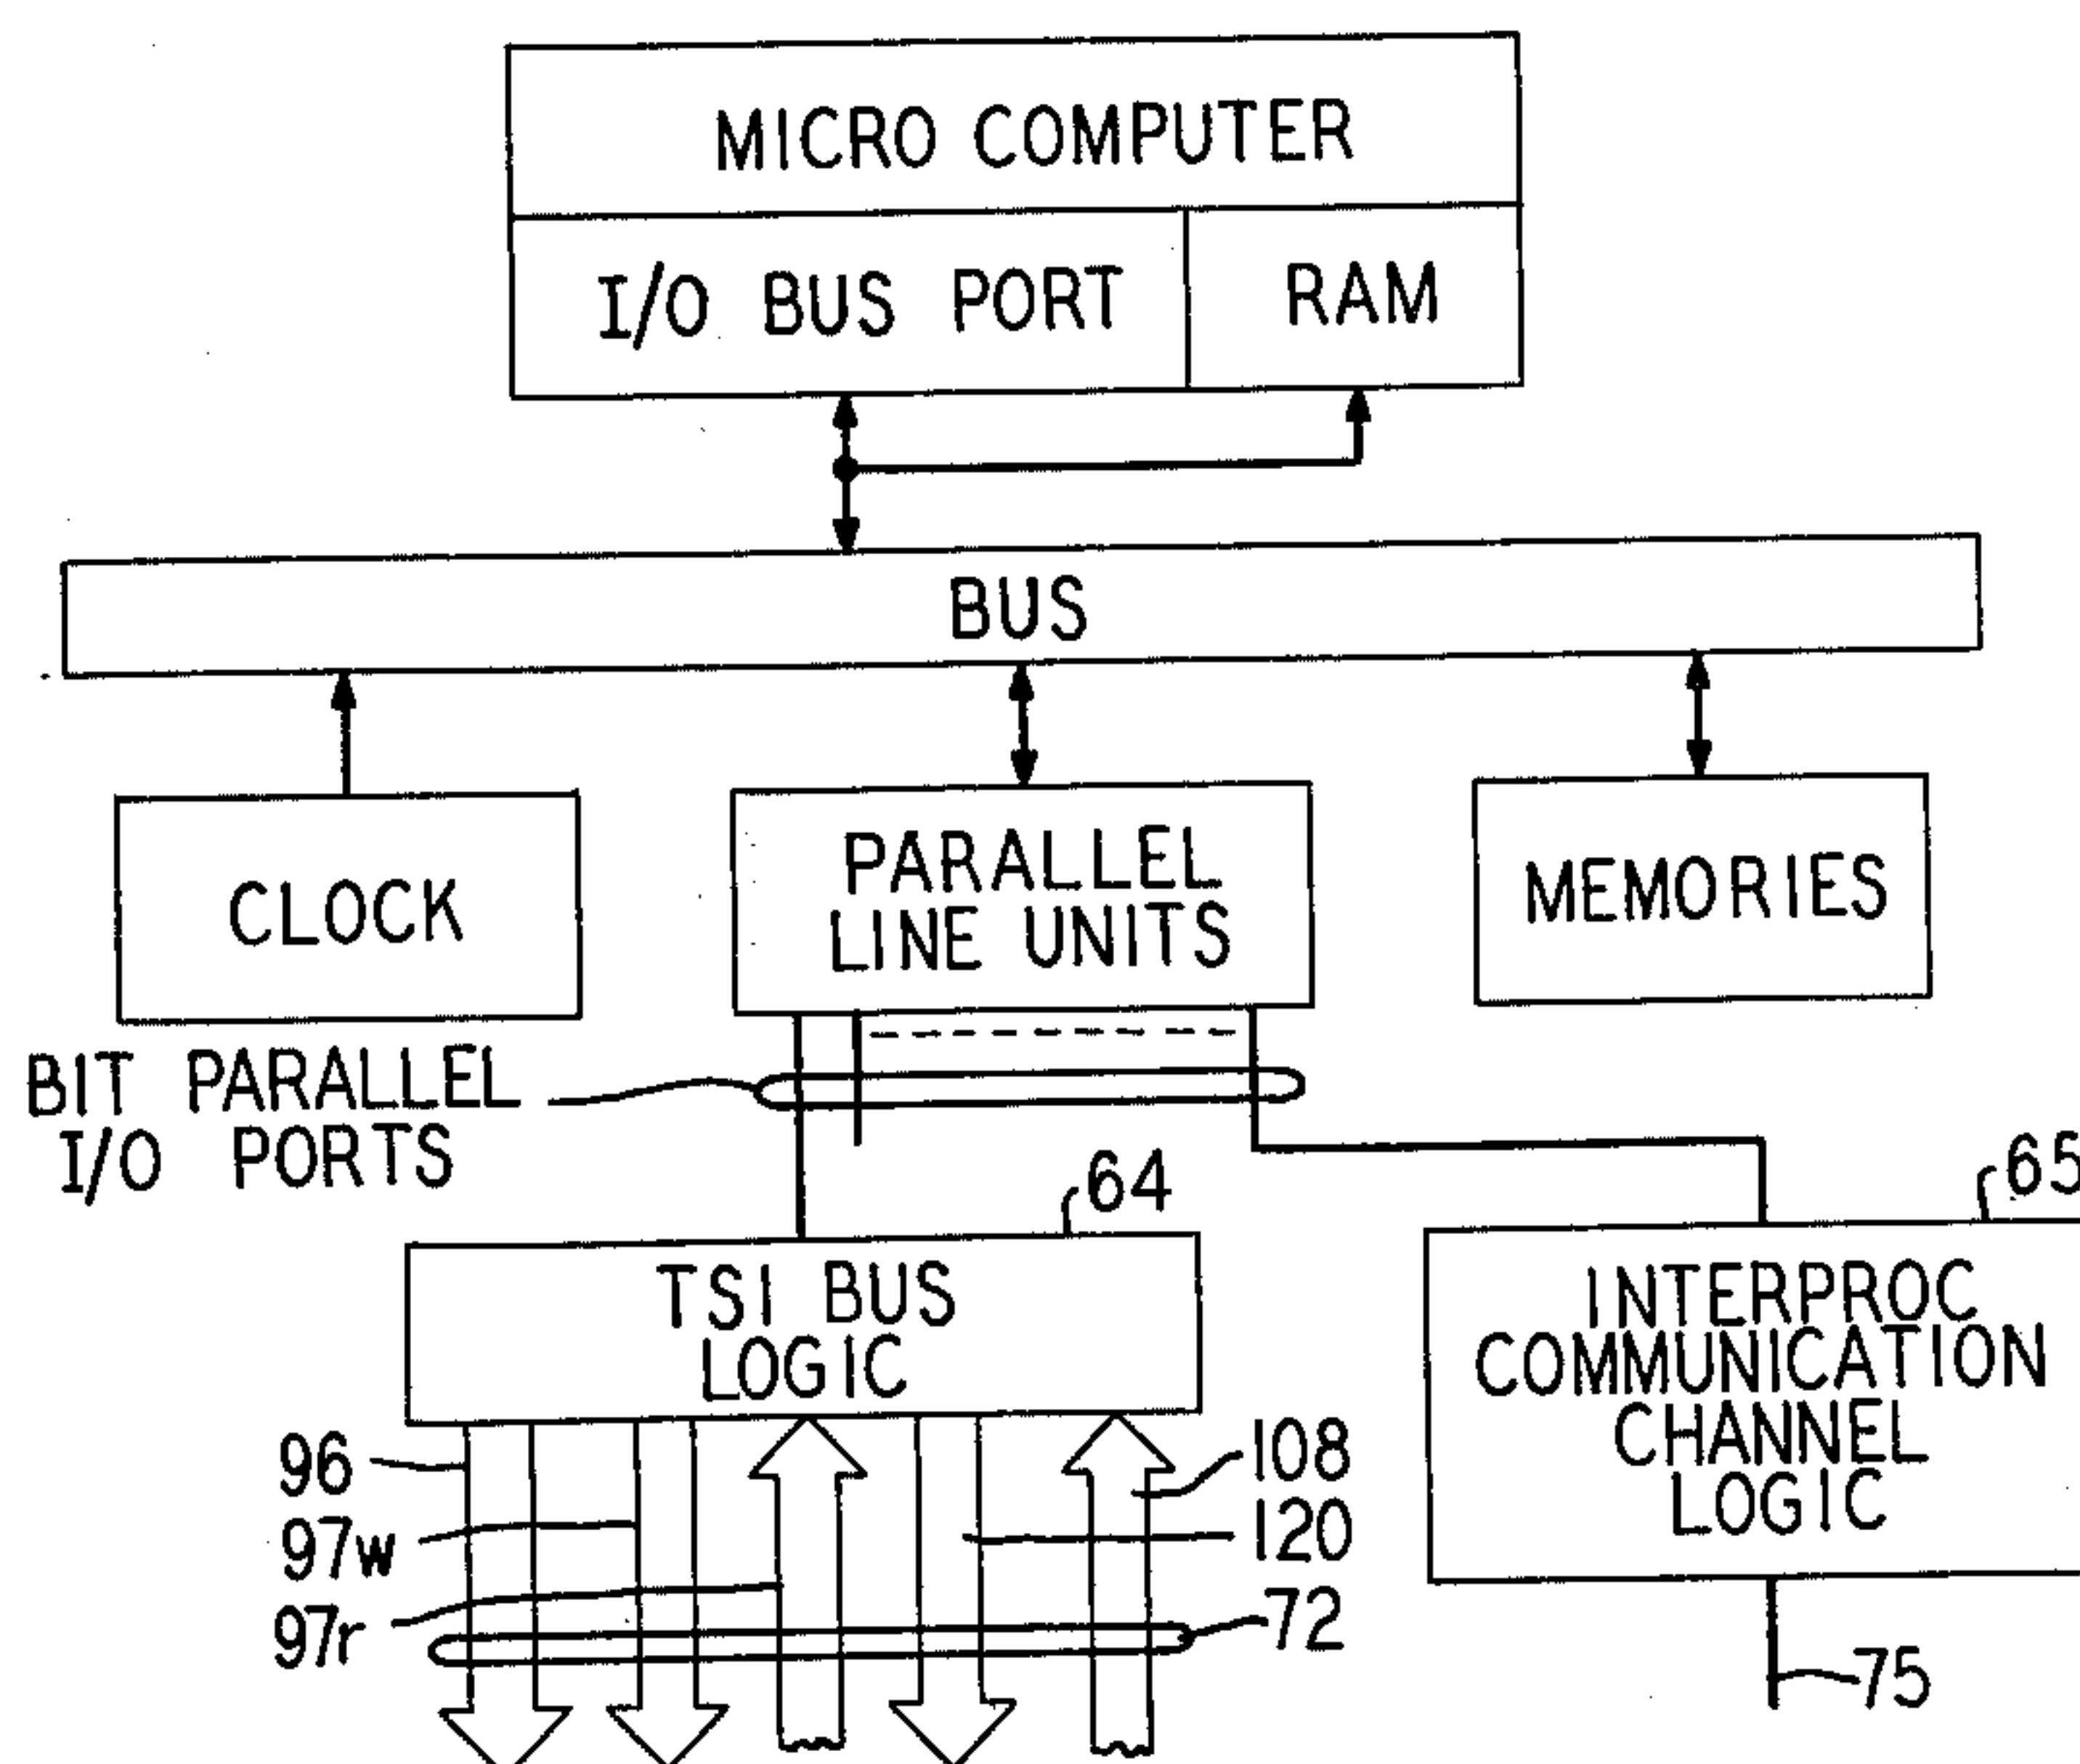 MICRO COMPUTER
I/O BUS PORT
RAM
BUS
CLOCK
PARALLEL
LINE UNITS
MEMORIES
BIT PARALLEL
I/O PORTS
64
65
TSI BUS
LOGIC
INTERPROC
COMMUNICATION
CHANNEL
LOGIC
96
97w
97r
108
120
72
75